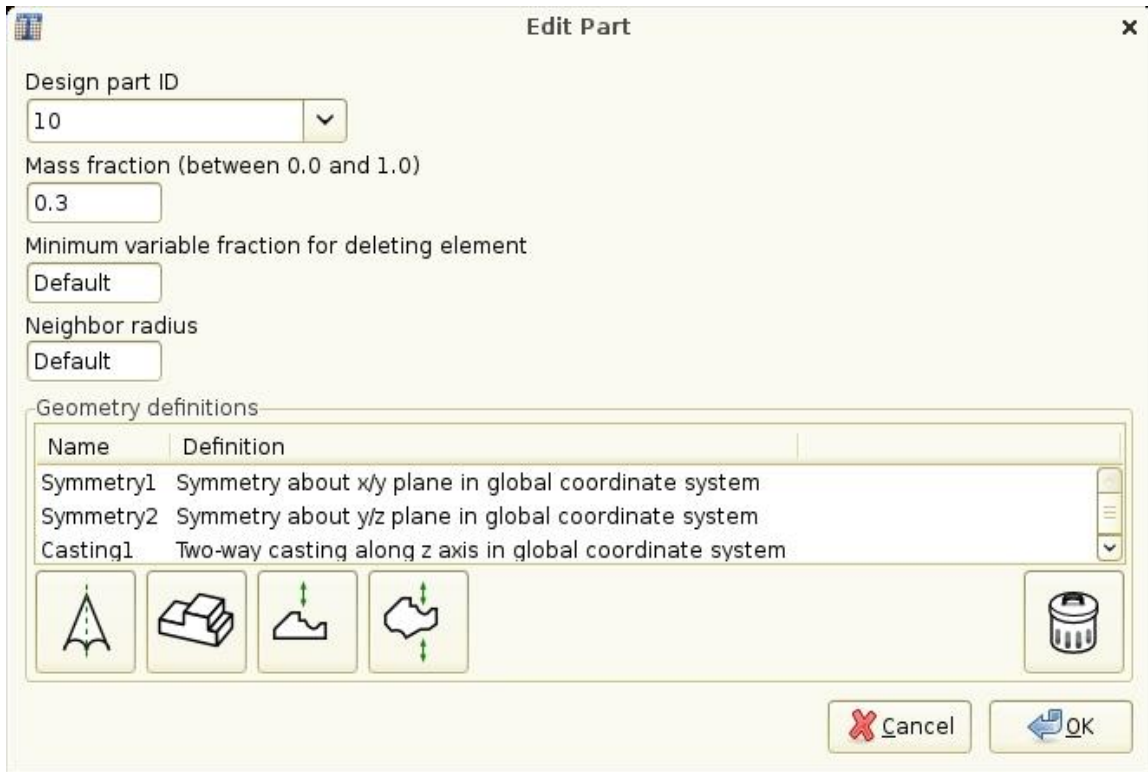 Edit Part
Design part ID
10
Mass fraction (between 0.0 and 1.0)
0.3
Minimum variable fraction for deleting element
Default
Neighbor radius
Default
Geometry definitions
Name Definition
Symmetry1 Symmetry about x/y plane in global coordinate system
Symmetry2 Symmetry about y/z plane in global coordinate system
Casting1 Two-way casting along z axis in global coordinate system
Cancel OK